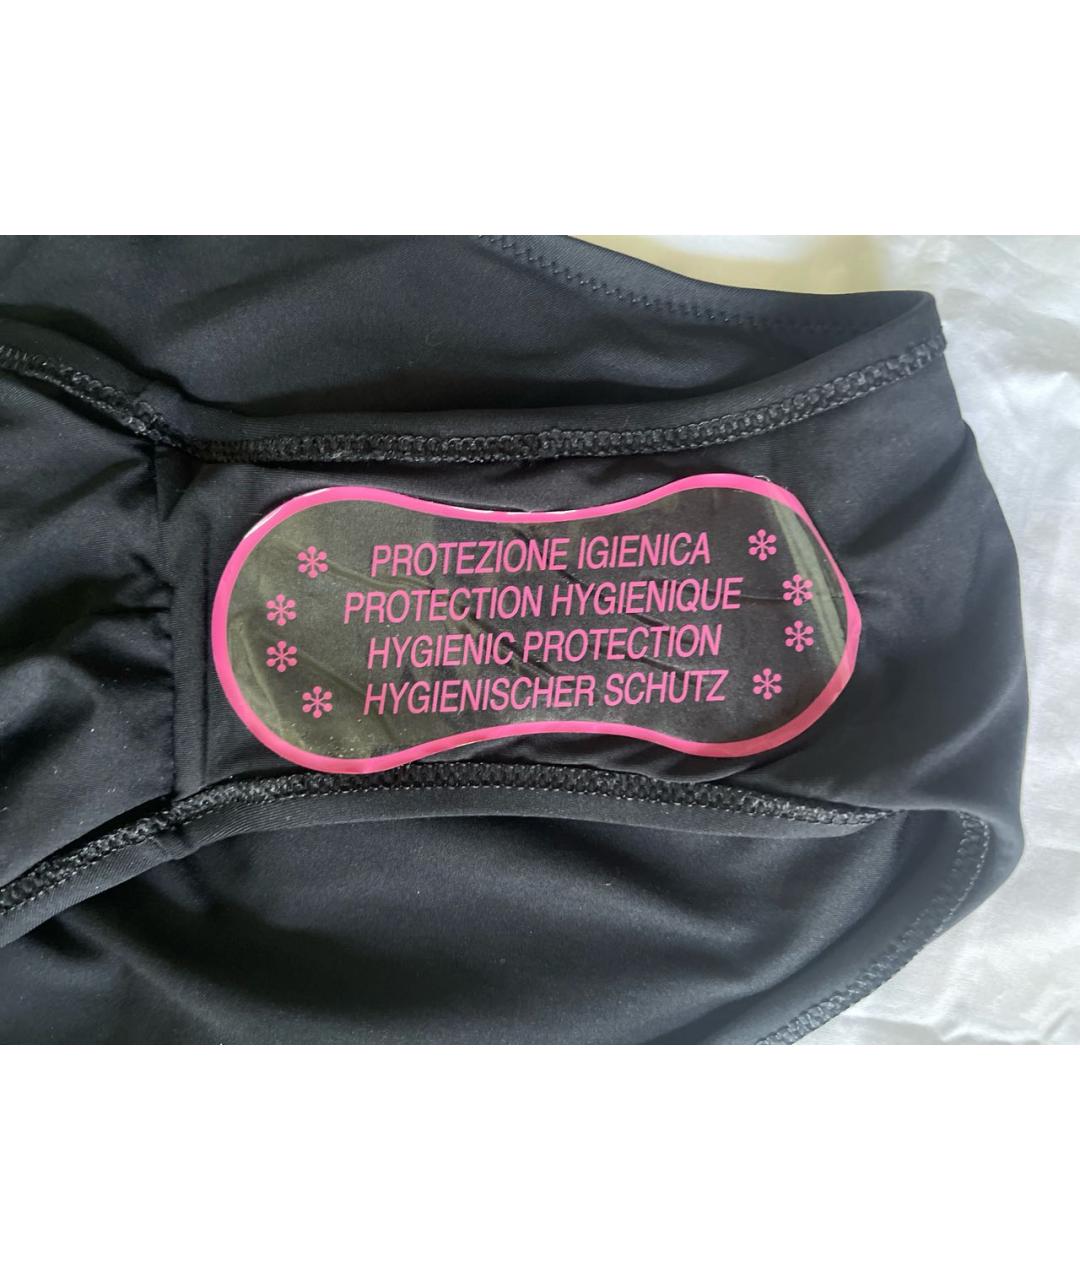 PROTEZIONE IGIENICA
PROTECTION HYGIENIQUE
HYGIENIC PROTECTION
HYGIENISCHER SCHUTZ